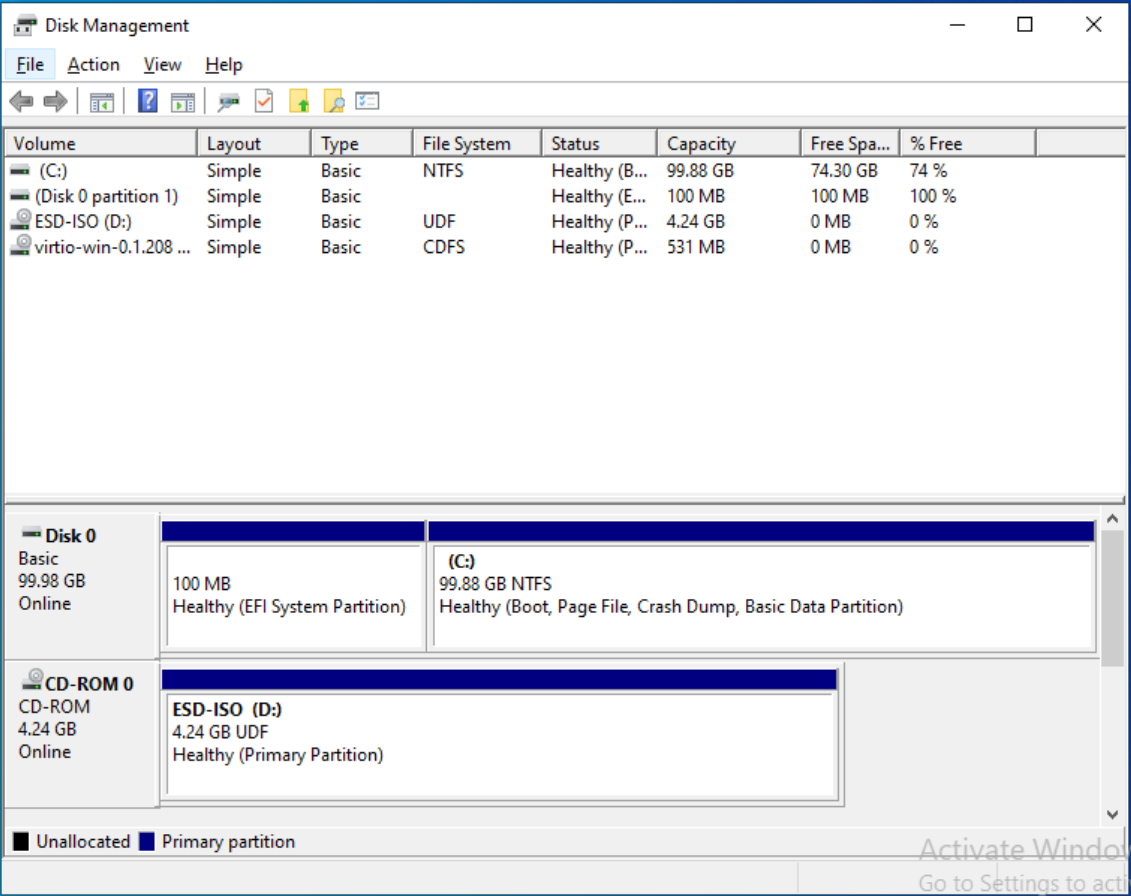 Disk Management
File Action View Help
Volume Layout Type File System Status Capacity Free Spa... % Free
(C:) Simple Basic NTFS Healthy (B... 99.88 GB 74.30 GB 74 %
(Disk 0 partition 1) Simple Basic Healthy (E... 100 MB 100 MB 100 %
ESD-ISO (D:) Simple Basic UDF Healthy (P... 4.24 GB 0 MB 0 %
virtio-win-0.1.208 ... Simple Basic CDFS Healthy (P... 531 MB 0 MB 0 %
Disk 0
Basic
99.98 GB
Online
100 MB
Healthy (EFI System Partition)
(C:)
99.88 GB NTFS
Healthy (Boot, Page File, Crash Dump, Basic Data Partition)
CD-ROM 0
CD-ROM
4.24 GB
Online
ESD-ISO (D:)
4.24 GB UDF
Healthy (Primary Partition)
Unallocated Primary partition
Activate Window
Go to Settings to acti